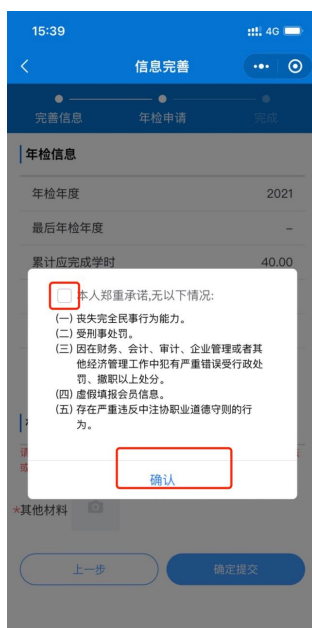 15:39
4G
信息完善
完善信息
年检申请
完成
年检信息
年检年度 2021
最后年检年度 –
累计应完成学时 40.00
本人郑重承诺,无以下情况:
(一) 丧失完全民事行为能力。
(二) 受刑事处罚。
(三) 因在财务、会计、审计、企业管理或者其
他经济管理工作中犯有严重错误受行政处
罚、撤职以上处分。
(四) 虚假填报会员信息。
(五) 存在严重违反中注协职业道德守则的行
为。
确认
*其他材料
上一步
确定提交